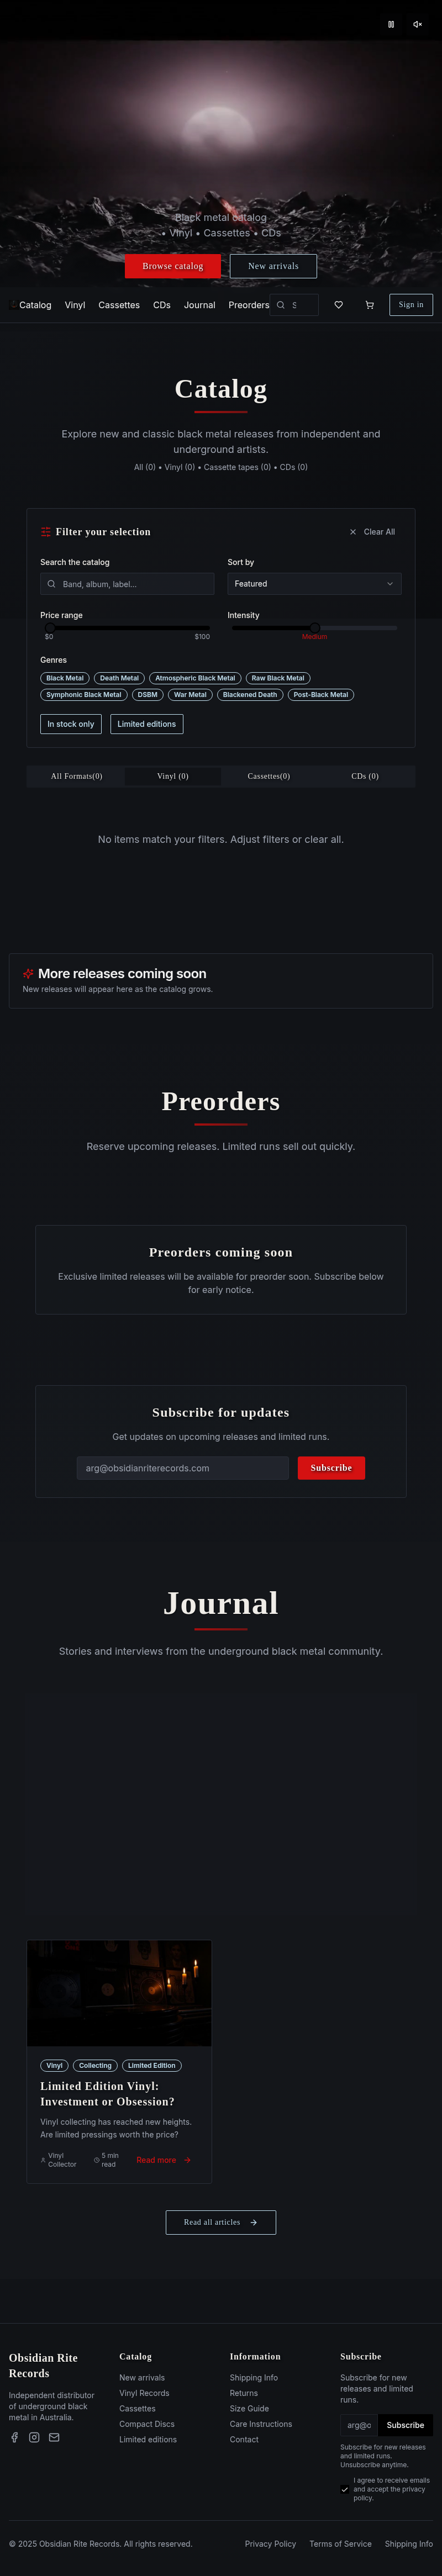 Black metal catalog
• Vinyl • Cassettes • CDs
Browse catalog
New arrivals
Catalog
Vinyl
Cassettes
CDs
Journal
Preorders
Sign in
Catalog
Explore new and classic black metal releases from independent and
underground artists.
All (0) • Vinyl (0) • Cassette tapes (0) • CDs (0)
Filter your selection
Clear All
Search the catalog
Band, album, label...
Sort by
Featured
Price range
$0
$100
Intensity
Medium
Genres
Black Metal
Death Metal
Atmospheric Black Metal
Raw Black Metal
Symphonic Black Metal
DSBM
War Metal
Blackened Death
Post-Black Metal
In stock only
Limited editions
All Formats(0)
Vinyl (0)
Cassettes(0)
CDs (0)
No items match your filters. Adjust filters or clear all.
More releases coming soon
New releases will appear here as the catalog grows.
Preorders
Reserve upcoming releases. Limited runs sell out quickly.
Preorders coming soon
Exclusive limited releases will be available for preorder soon. Subscribe below
for early notice.
Subscribe for updates
Get updates on upcoming releases and limited runs.
arg@obsidianriterecords.com
Subscribe
Journal
Stories and interviews from the underground black metal community.
Vinyl
Collecting
Limited Edition
Limited Edition Vinyl:
Investment or Obsession?
Vinyl collecting has reached new heights.
Are limited pressings worth the price?
Vinyl
Collector
5 min
read
Read more
Read all articles
Obsidian Rite
Records
Independent distributor
of underground black
metal in Australia.
Catalog
New arrivals
Vinyl Records
Cassettes
Compact Discs
Limited editions
Information
Shipping Info
Returns
Size Guide
Care Instructions
Contact
Subscribe
Subscribe for new
releases and limited
runs.
Subscribe
Subscribe for new releases
and limited runs.
Unsubscribe anytime.
I agree to receive emails
and accept the privacy
policy.
© 2025 Obsidian Rite Records. All rights reserved.
Privacy Policy
Terms of Service
Shipping Info